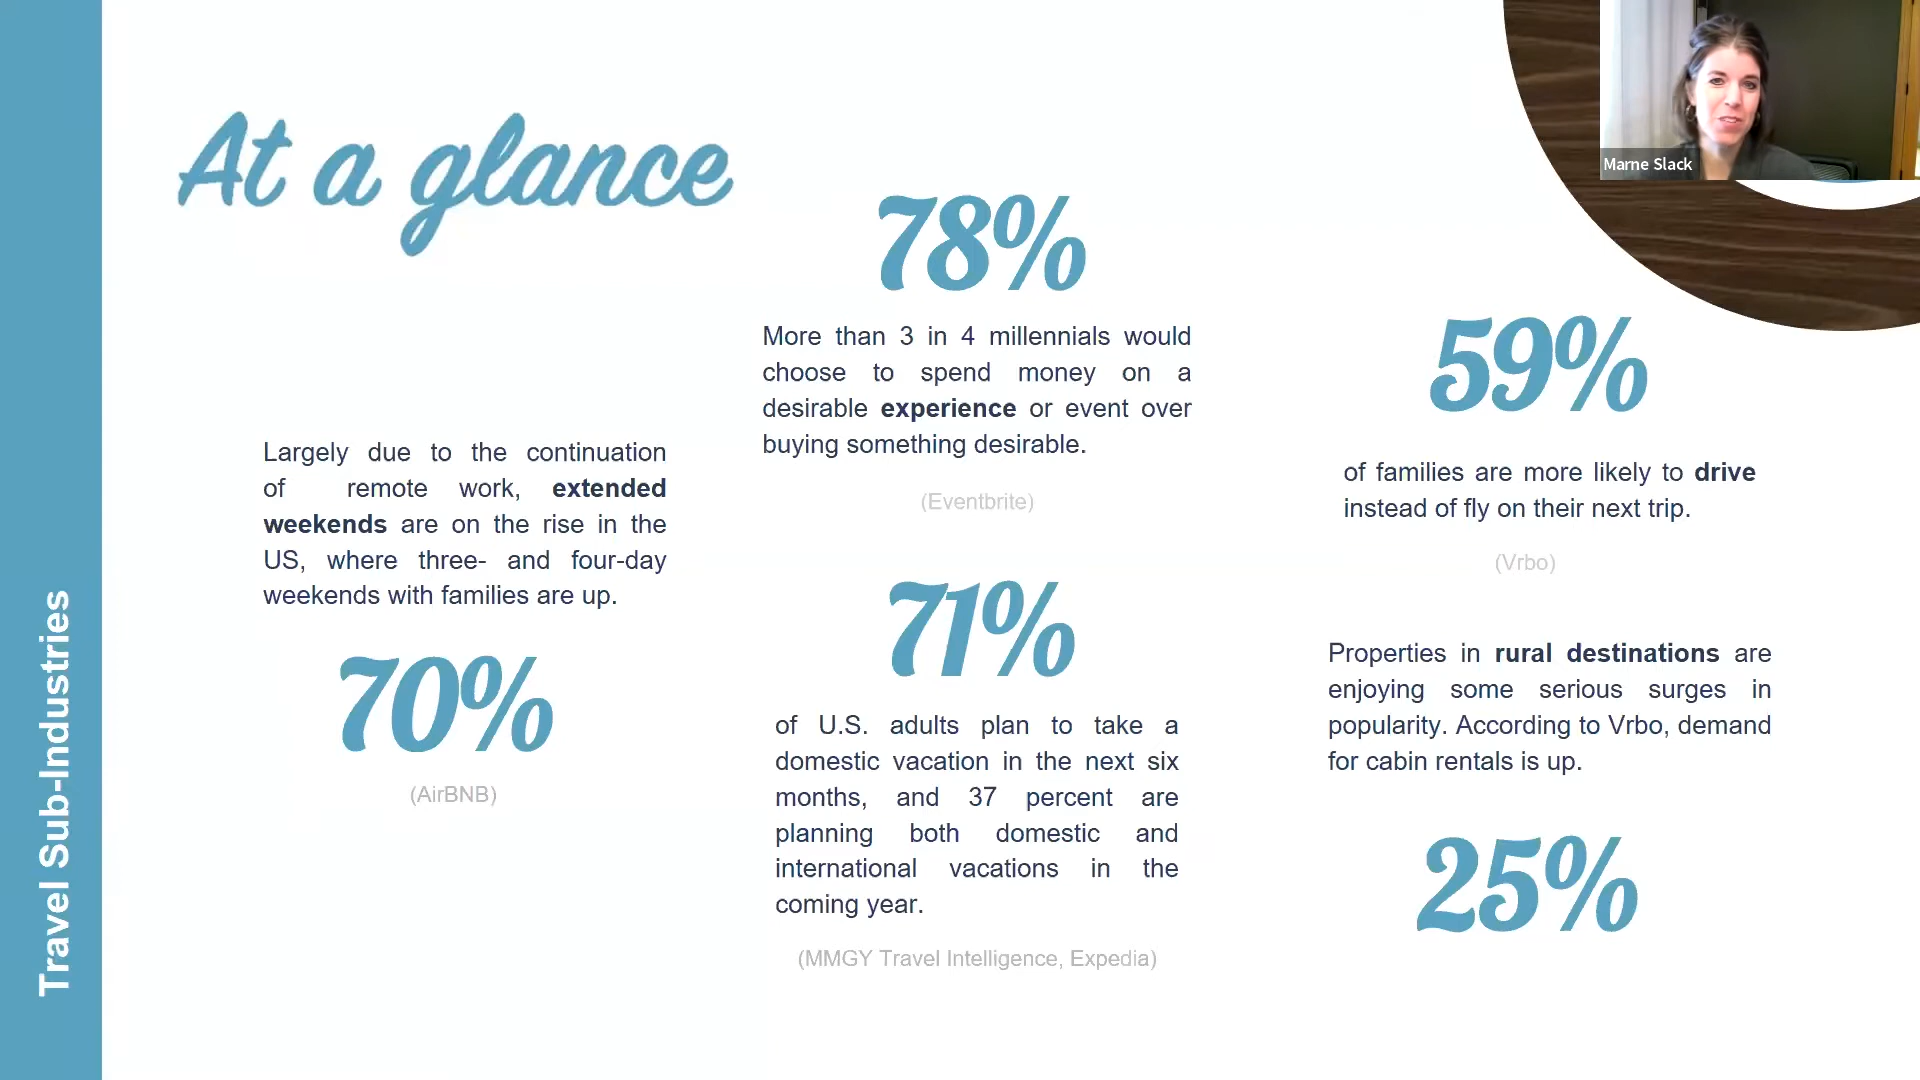 At a glance
Largely due to the continuation
of remote work, extended
weekends are on the rise in the
US, where three- and four-day
weekends with families are up.
70%
(AirBNB)
78%
More than 3 in 4 millennials would
choose to spend money on a
desirable experience or event over
buying something desirable.
(Eventbrite)
71%
of U.S. adults plan to take a
domestic vacation in the next six
months, and 37 percent are
planning both domestic and
international vacations in the
coming year.
(MMGY Travel Intelligence, Expedia)
59%
of families are more likely to drive
instead of fly on their next trip.
(Vrbo)
Properties in rural destinations are
enjoying some serious surges in
popularity. According to Vrbo, demand
for cabin rentals is up.
25%
Travel Sub-Industries
Marne Slack